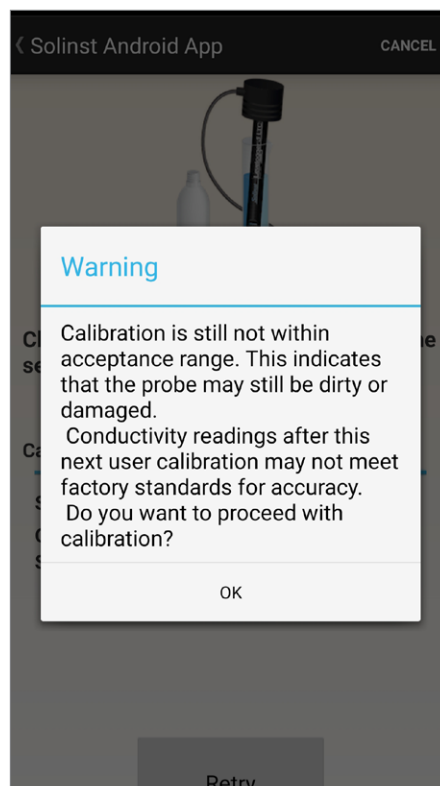 Solinst Android App
CANCEL
Warning
Calibration is still not within
acceptance range. This indicates
that the probe may still be dirty or
damaged.
Conductivity readings after this
next user calibration may not meet
factory standards for accuracy.
Do you want to proceed with
calibration?
OK
Retry